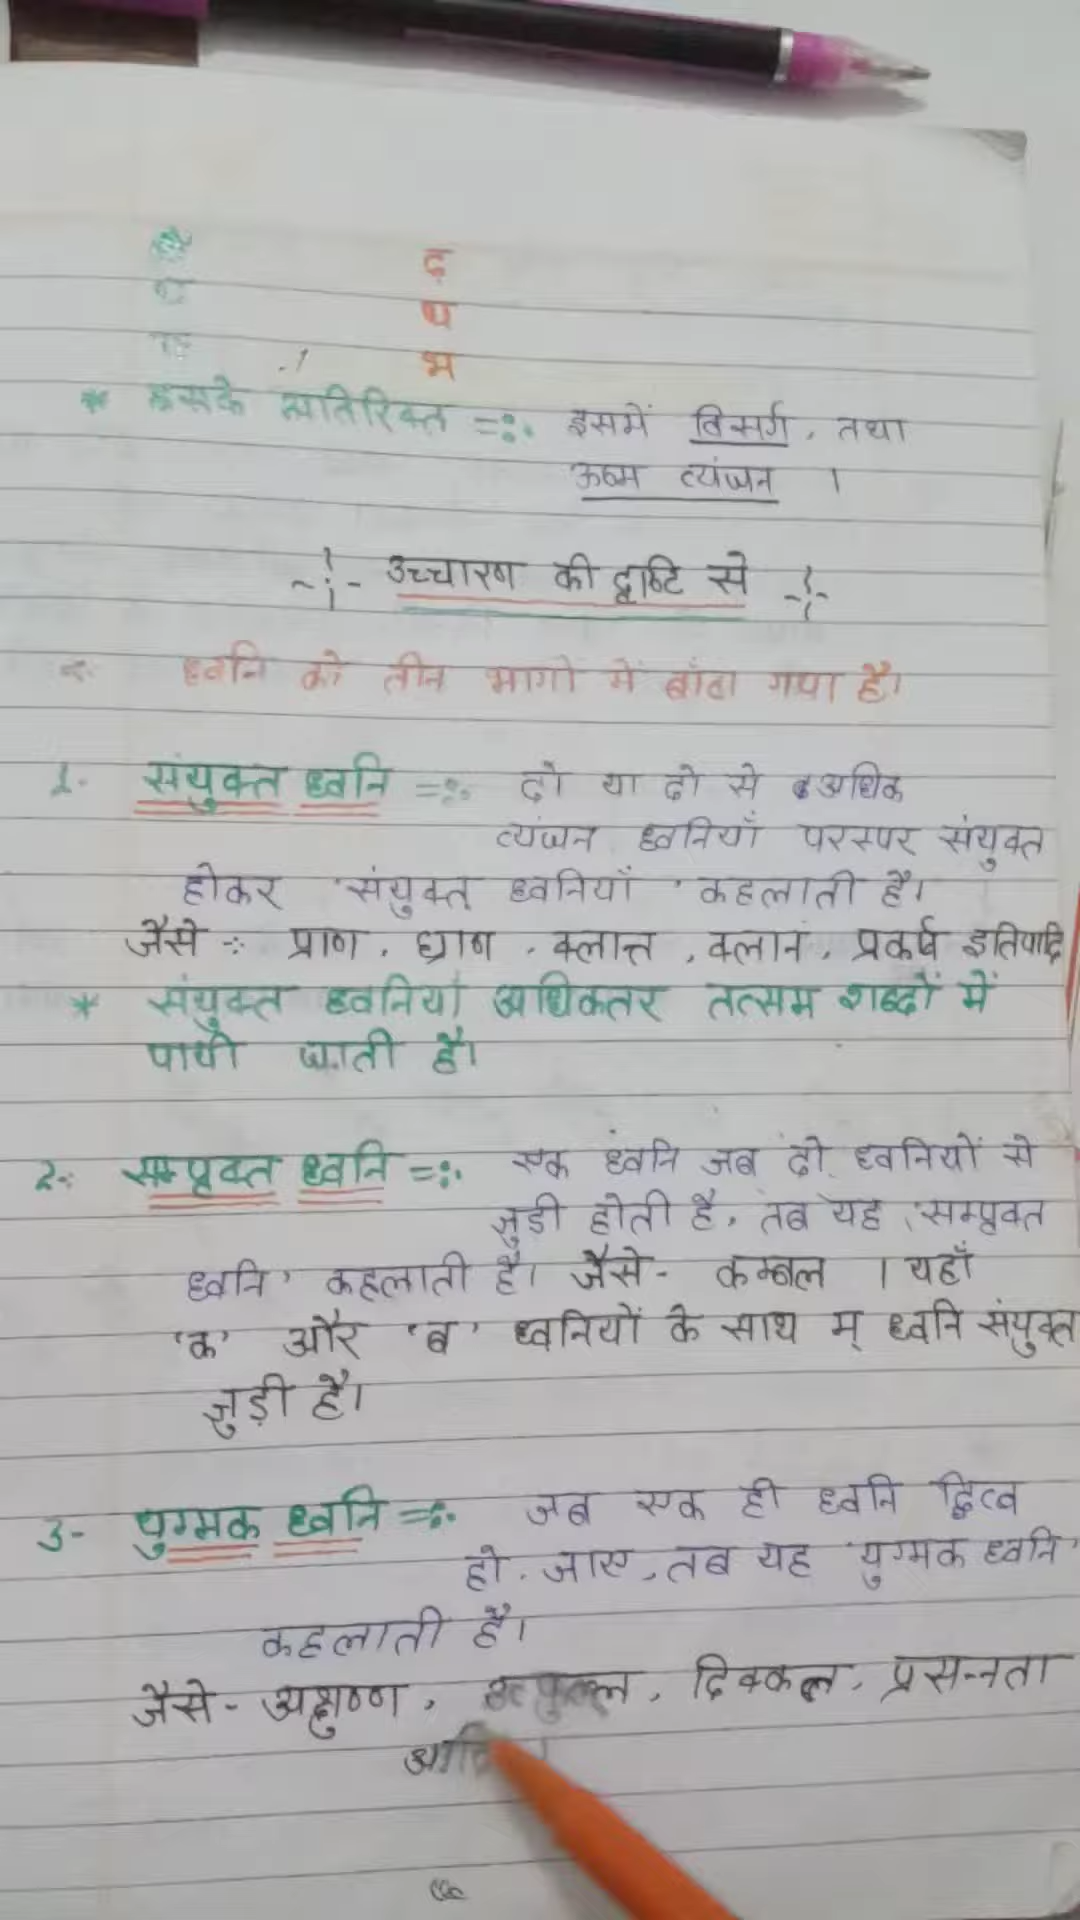 ढ
ध
भ
* इसके अतिरिक्त =:. इसमें विसर्ग, तथा
ऊष्म व्यंजन ।
उच्चारण की दृष्टि से
ध्वनि को तीन भागों में बांटा गया है।
1- संयुक्त ध्वनि =:. दो या दो से अधिक
व्यंजन ध्वनियाँ परस्पर संयुक्त
होकर 'संयुक्त ध्वनियाँ' कहलाती है।
जैसे -: प्राण, घ्राण, क्लान्त, क्लान, प्रकर्ष इतियादि
* संयुक्त ध्वनियाँ अधिकतर तत्सम शब्दों में
पायी जाती है।
2-: सम्पृक्त ध्वनि =:. एक ध्वनि जब दो ध्वनियों से
जुडी होती है, तब यह 'सम्पृक्त
ध्वनि' कहलाती है। जैसे- कम्बल । यहाँ
'क' और 'ब' ध्वनियों के साथ म् ध्वनि संयुक्त
जुड़ी है।
3- युग्मक ध्वनि =:. जब एक ही ध्वनि द्वित्व
हो जाए, तब यह 'युग्मक ध्वनि'
कहलाती है।
जैसे- अक्षुण्ण, दिक्कत, प्रसन्नता